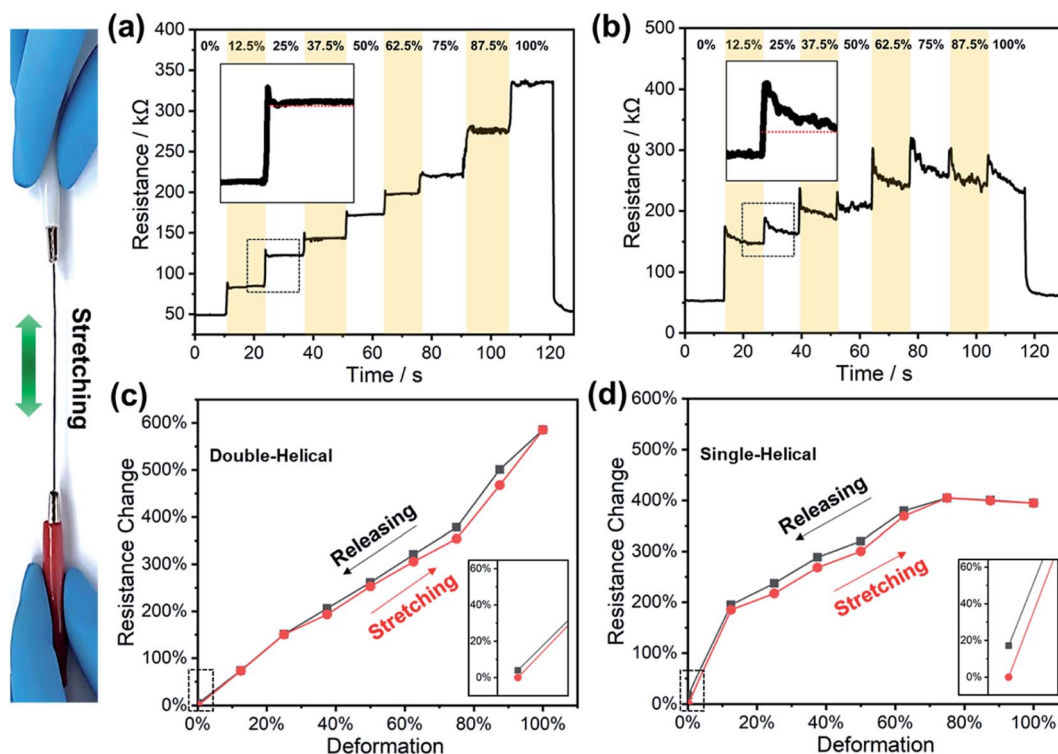 Stretching
(a)
0% 12.5% 25% 37.5% 50% 62.5% 75% 87.5% 100%
400
350
300
250
200
150
100
50
Resistance / kΩ
0 20 40 60 80 100 120
Time / s
(b)
0% 12.5% 25% 37.5% 50% 62.5% 75% 87.5% 100%
500
400
300
200
100
0
Resistance / kΩ
0 20 40 60 80 100 120
Time / s
(c)
Double-Helical
600%
500%
400%
300%
200%
100%
0%
Resistance Change
Releasing
Stretching
60%
40%
20%
0%
0% 20% 40% 60% 80% 100%
Deformation
(d)
Single-Helical
600%
500%
400%
300%
200%
100%
0%
Resistance Change
Releasing
Stretching
60%
40%
20%
0%
0% 20% 40% 60% 80% 100%
Deformation